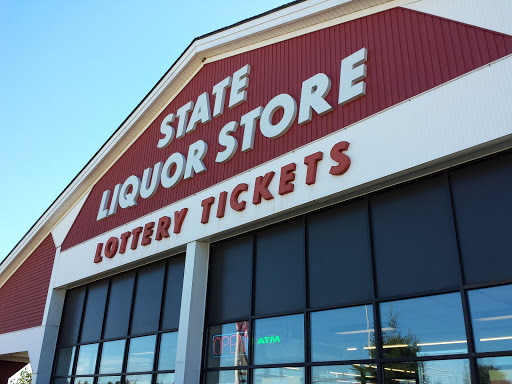 STATE
LIQUOR STORE
LOTTERY TICKETS
OPEN
ATM